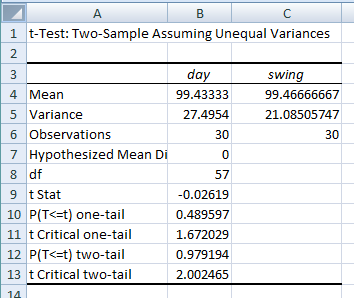 A B C
1 t-Test: Two-Sample Assuming Unequal Variances
2
3 day swing
4 Mean 99.43333 99.46666667
5 Variance 27.4954 21.08505747
6 Observations 30 30
7 Hypothesized Mean Di 0
8 df 57
9 t Stat -0.02619
10 P(T<=t) one-tail 0.489597
11 t Critical one-tail 1.672029
12 P(T<=t) two-tail 0.979194
13 t Critical two-tail 2.002465
14